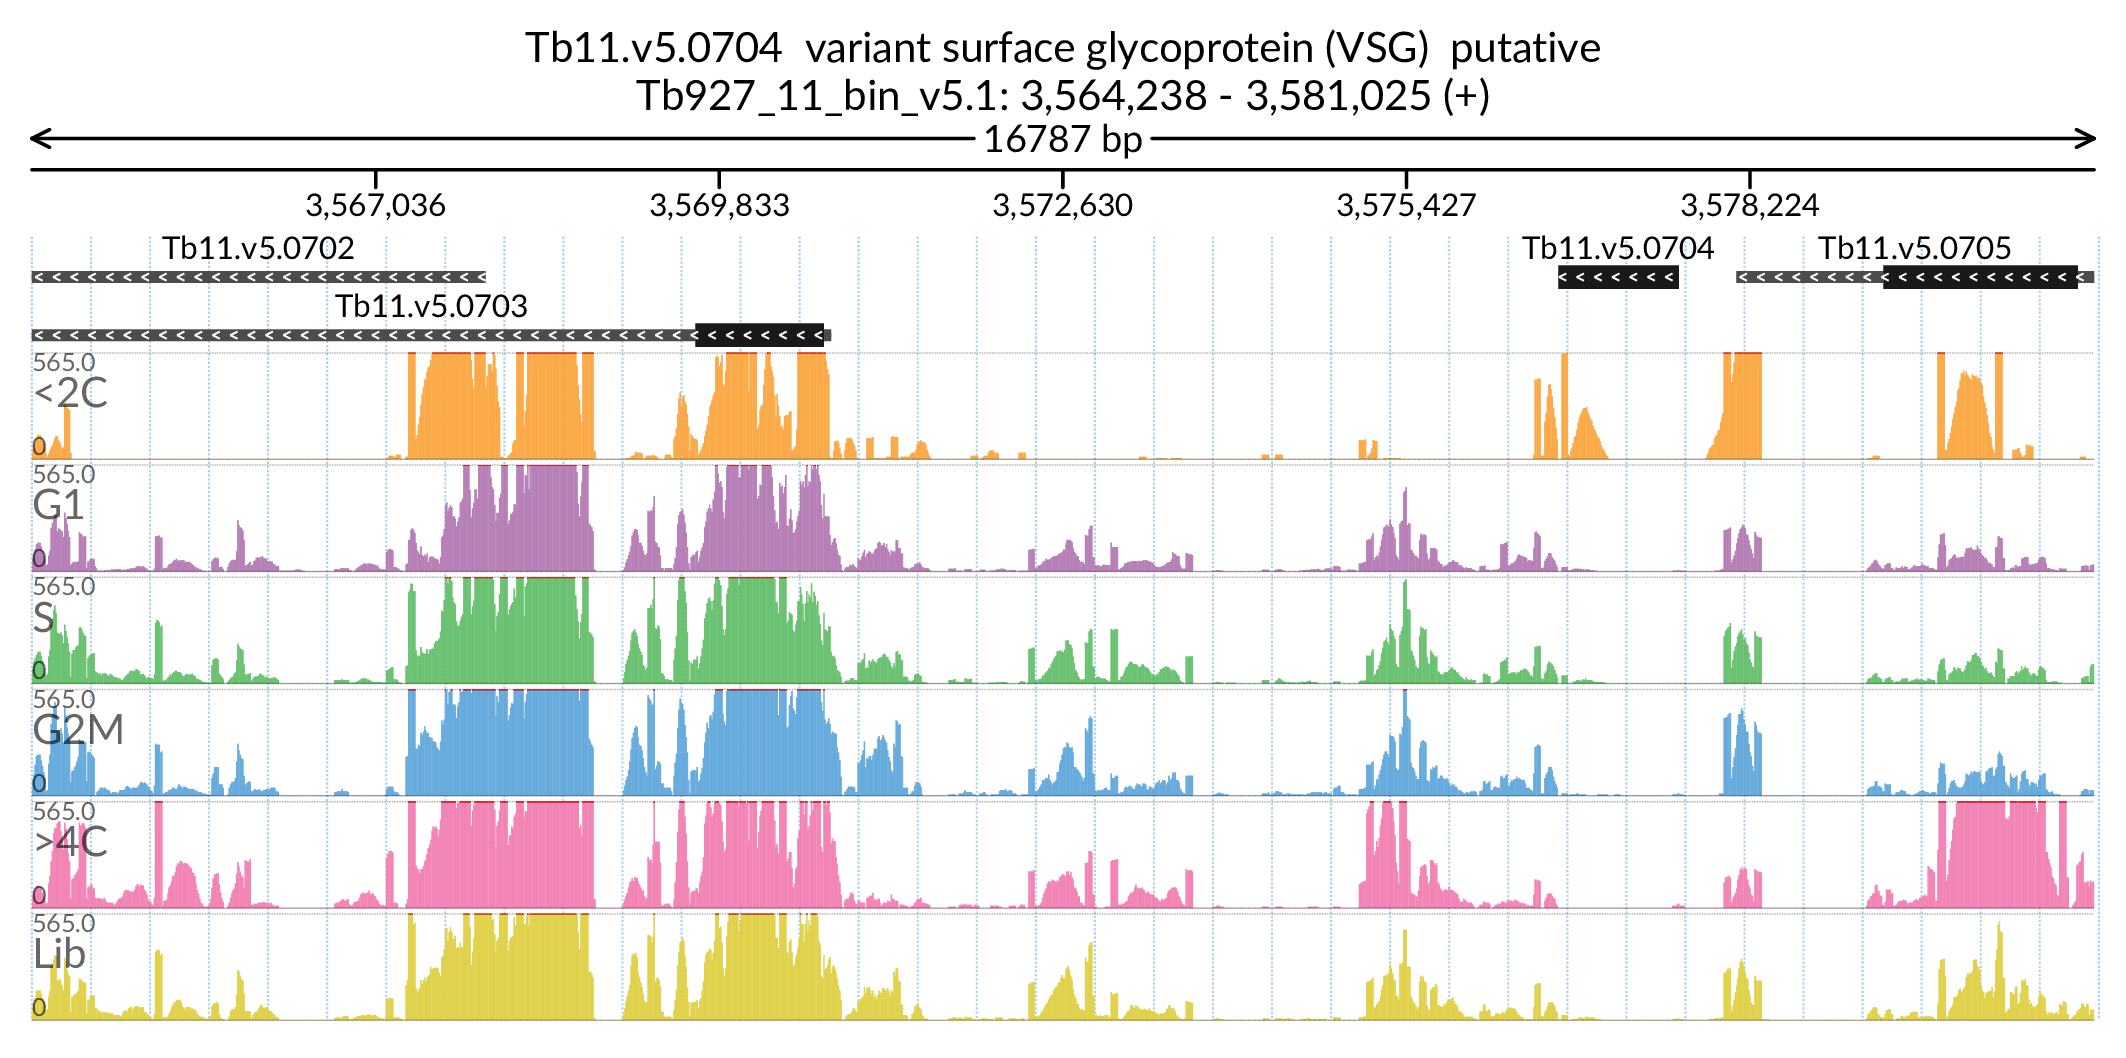 Tb11.v5.0704  variant surface glycoprotein (VSG)  putative
Tb927_11_bin_v5.1: 3,564,238 - 3,581,025 (+)
16787 bp
3,567,036 3,569,833 3,572,630 3,575,427 3,578,224
Tb11.v5.0702 Tb11.v5.0704 Tb11.v5.0705
Tb11.v5.0703
565.0
<2C
0
565.0
G1
0
565.0
S
0
565.0
G2M
0
565.0
>4C
0
565.0
Lib
0